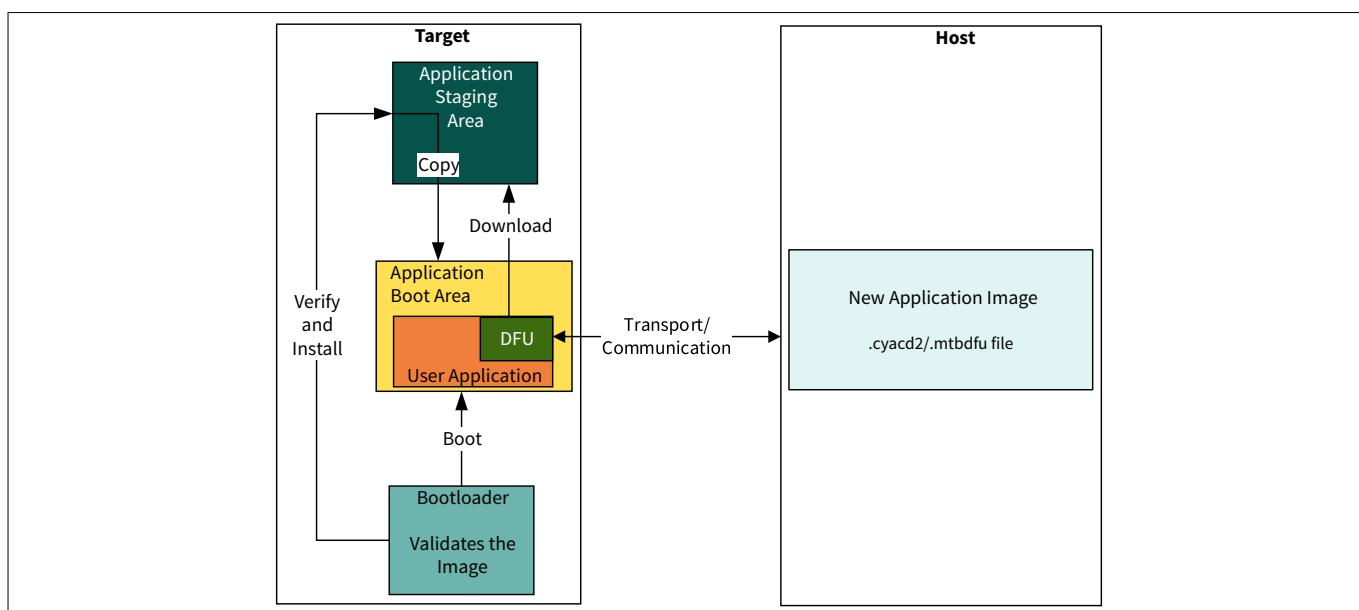 Target
Application
Staging
Area
Copy
Download
Application
Boot Area
DFU
User Application
Verify
and
Install
Boot
Bootloader
Validates the
Image
Transport/
Communication
Host
New Application Image
.cyacd2/.mtbdfu file